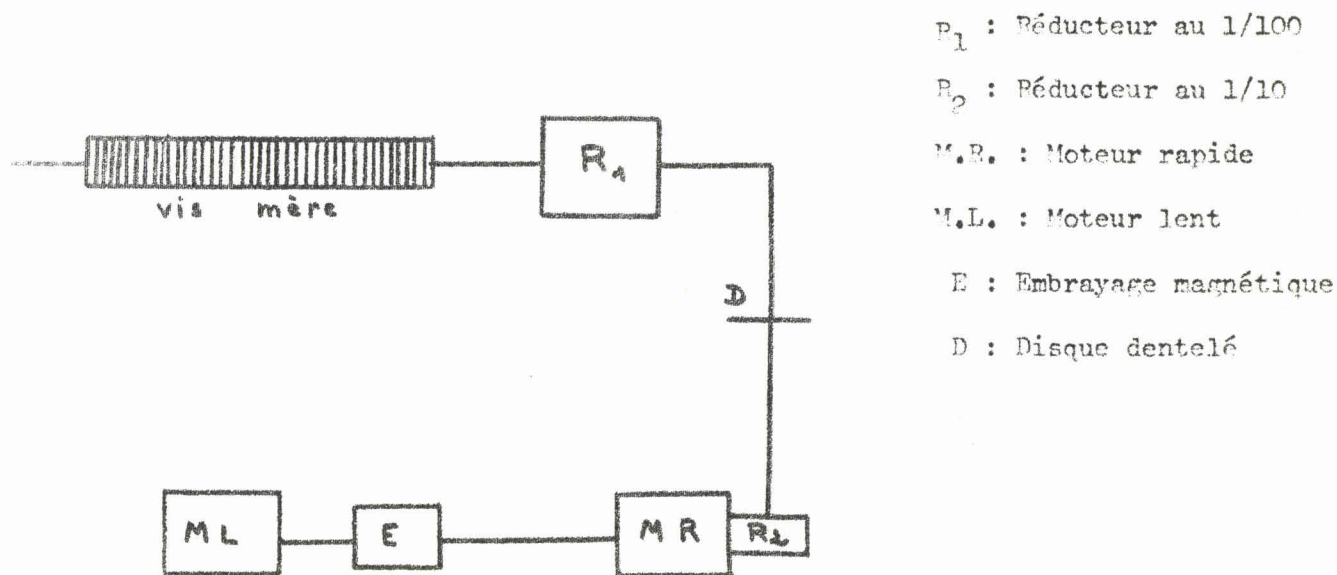 R1 : Réducteur au 1/100
R2 : Réducteur au 1/10
M.R. : Moteur rapide
M.L. : Moteur lent
E : Embrayage magnétique
D : Disque dentelé
R1
vis mère
D
ML
E
MR
R2